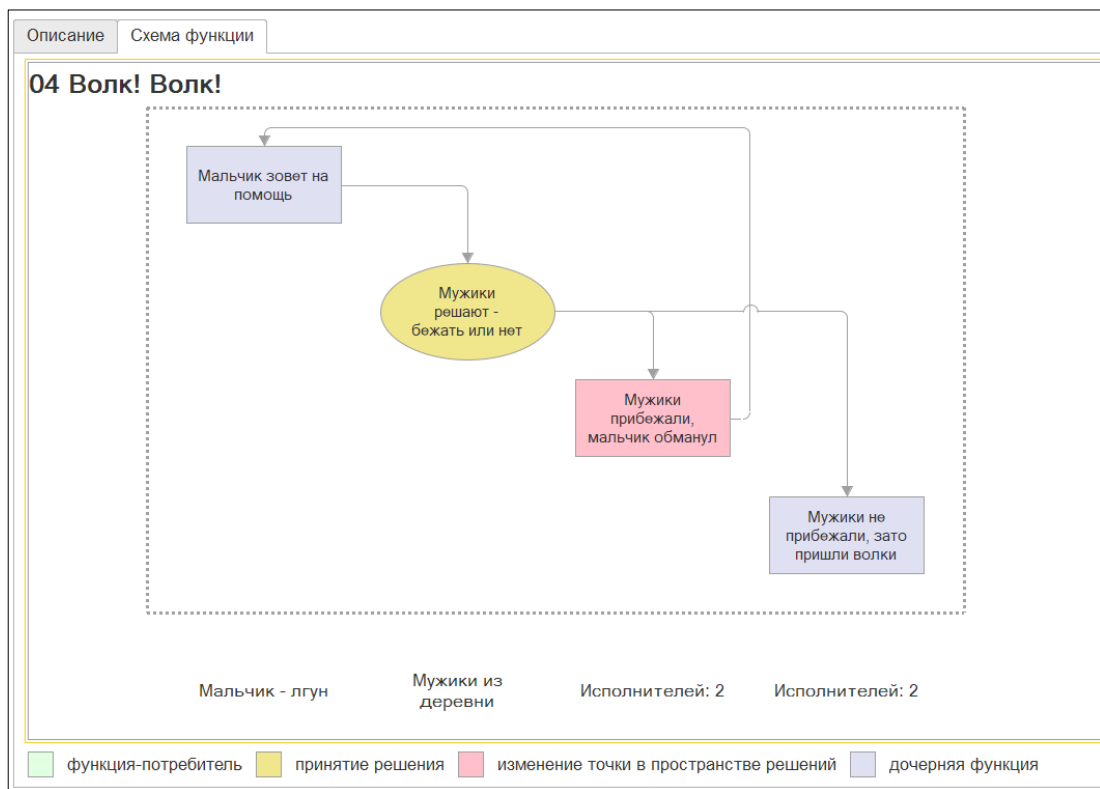 Описание
Схема функции
04 Волк! Волк!
Мальчик зовет на
помощь
Мужики
решают -
бежать или нет
Мужики
прибежали,
мальчик обманул
Мужики не
прибежали, зато
пришли волки
Мальчик - лгун
Мужики из
деревни
Исполнителей: 2
Исполнителей: 2
функция-потребитель
принятие решения
изменение точки в пространстве решений
дочерняя функция